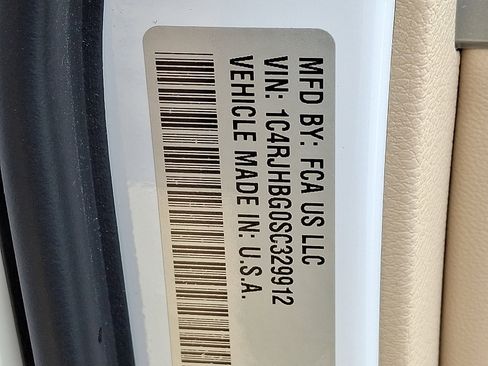 MFD BY: FCA US LLC
VIN: 1C4RJHBG0SC329912
VEHICLE MADE IN: U.S.A.